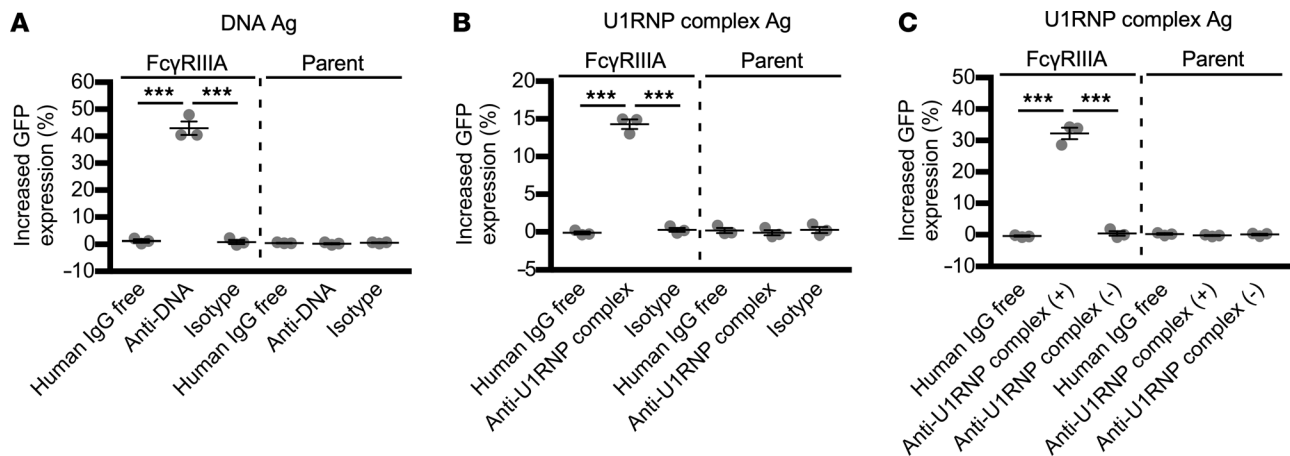 A
DNA Ag
FcγRIIIA
Parent
Increased GFP
expression (%)
60
50
40
30
20
10
0
–10
***
***
Human IgG free
Anti-DNA
Isotype
Human IgG free
Anti-DNA
Isotype
B
U1RNP complex Ag
FcγRIIIA
Parent
Increased GFP
expression (%)
20
15
10
5
0
–5
***
***
Human IgG free
Anti-U1RNP complex
Isotype
Human IgG free
Anti-U1RNP complex
Isotype
C
U1RNP complex Ag
FcγRIIIA
Parent
Increased GFP
expression (%)
50
40
30
20
10
0
–10
***
***
Human IgG free
Anti-U1RNP complex (+)
Anti-U1RNP complex (-)
Human IgG free
Anti-U1RNP complex (+)
Anti-U1RNP complex (-)